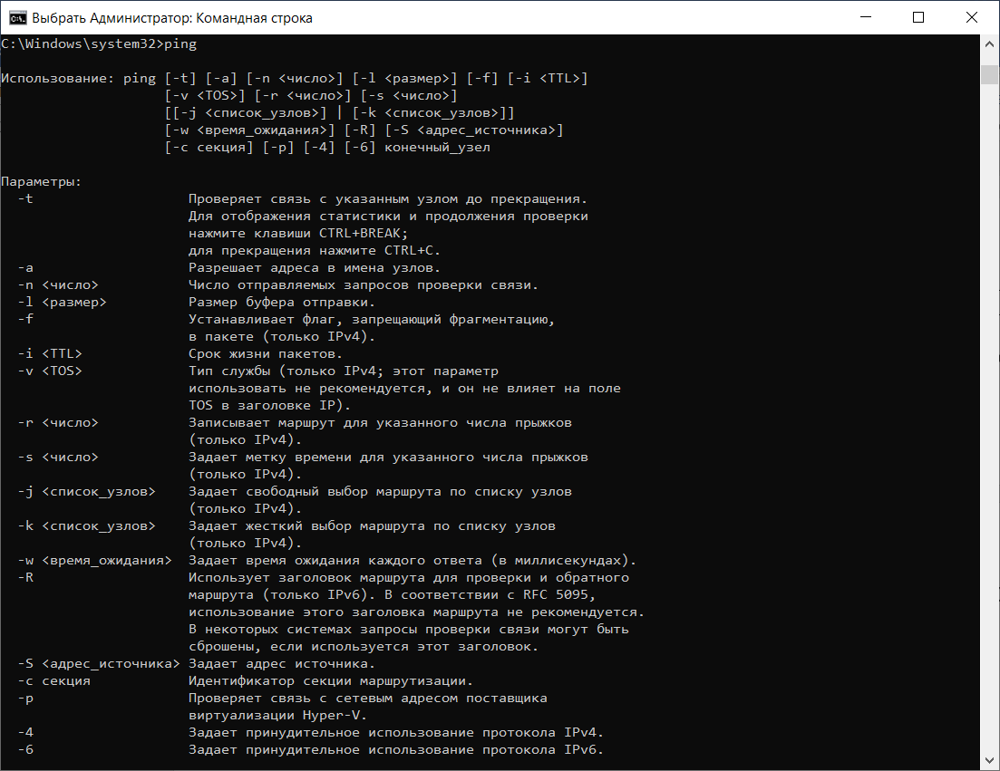 Выбрать Администратор: Командная строка
C:\Windows\system32>ping
Использование: ping [-t] [-a] [-n <число>] [-l <размер>] [-f] [-i <TTL>]
[-v <TOS>] [-r <число>] [-s <число>]
[[-j <список_узлов>] | [-k <список_узлов>]]
[-w <время_ожидания>] [-R] [-S <адрес_источника>]
[-c секция] [-p] [-4] [-6] конечный_узел
Параметры:
-t Проверяет связь с указанным узлом до прекращения.
Для отображения статистики и продолжения проверки
нажмите клавиши CTRL+BREAK;
для прекращения нажмите CTRL+C.
-a Разрешает адреса в имена узлов.
-n <число> Число отправляемых запросов проверки связи.
-l <размер> Размер буфера отправки.
-f Устанавливает флаг, запрещающий фрагментацию,
в пакете (только IPv4).
-i <TTL> Срок жизни пакетов.
-v <TOS> Тип службы (только IPv4; этот параметр
использовать не рекомендуется, и он не влияет на поле
TOS в заголовке IP).
-r <число> Записывает маршрут для указанного числа прыжков
(только IPv4).
-s <число> Задает метку времени для указанного числа прыжков
(только IPv4).
-j <список_узлов> Задает свободный выбор маршрута по списку узлов
(только IPv4).
-k <список_узлов> Задает жесткий выбор маршрута по списку узлов
(только IPv4).
-w <время_ожидания> Задает время ожидания каждого ответа (в миллисекундах).
-R Использует заголовок маршрута для проверки и обратного
маршрута (только IPv6). В соответствии с RFC 5095,
использование этого заголовка маршрута не рекомендуется.
В некоторых системах запросы проверки связи могут быть
сброшены, если используется этот заголовок.
-S <адрес_источника> Задает адрес источника.
-c секция Идентификатор секции маршрутизации.
-p Проверяет связь с сетевым адресом поставщика
виртуализации Hyper-V.
-4 Задает принудительное использование протокола IPv4.
-6 Задает принудительное использование протокола IPv6.